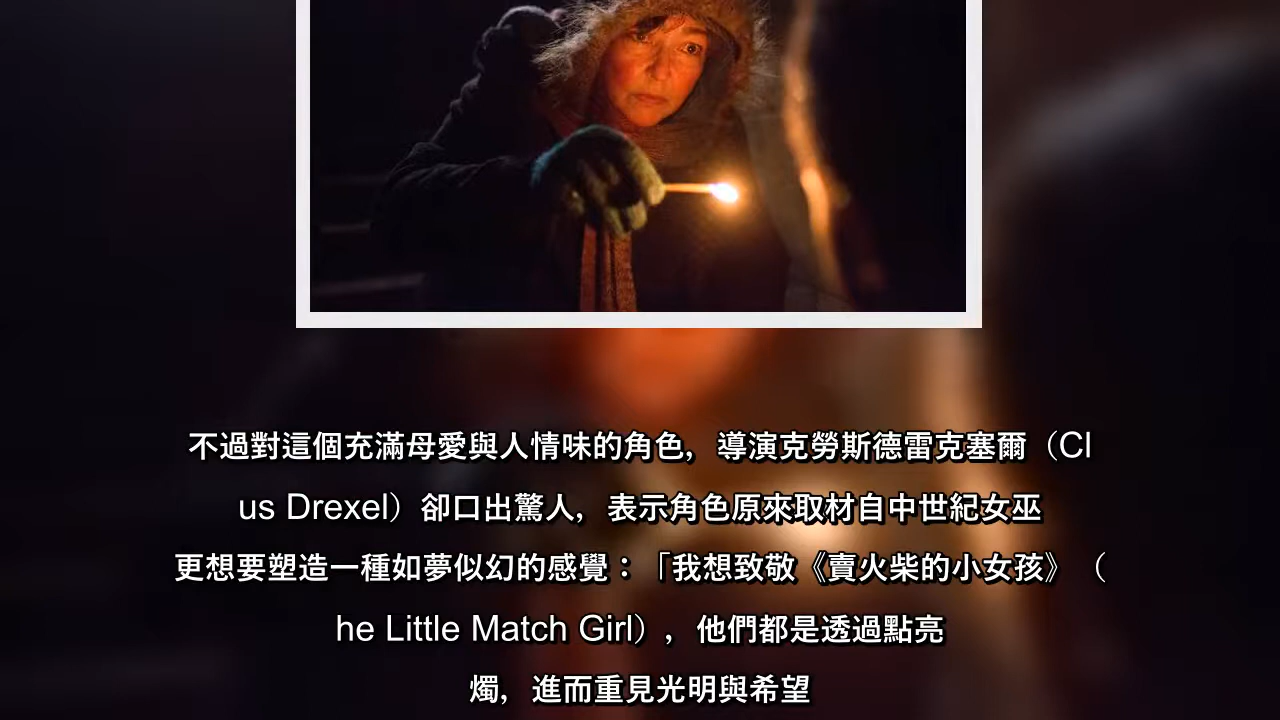 不過對這個充滿母愛與人情味的角色，導演克勞斯德雷克塞爾（Cl
us Drexel）卻口出驚人，表示角色原來取材自中世紀女巫
更想要塑造一種如夢似幻的感覺：「我想致敬《賣火柴的小女孩》（
he Little Match Girl），他們都是透過點亮
燭，進而重見光明與希望